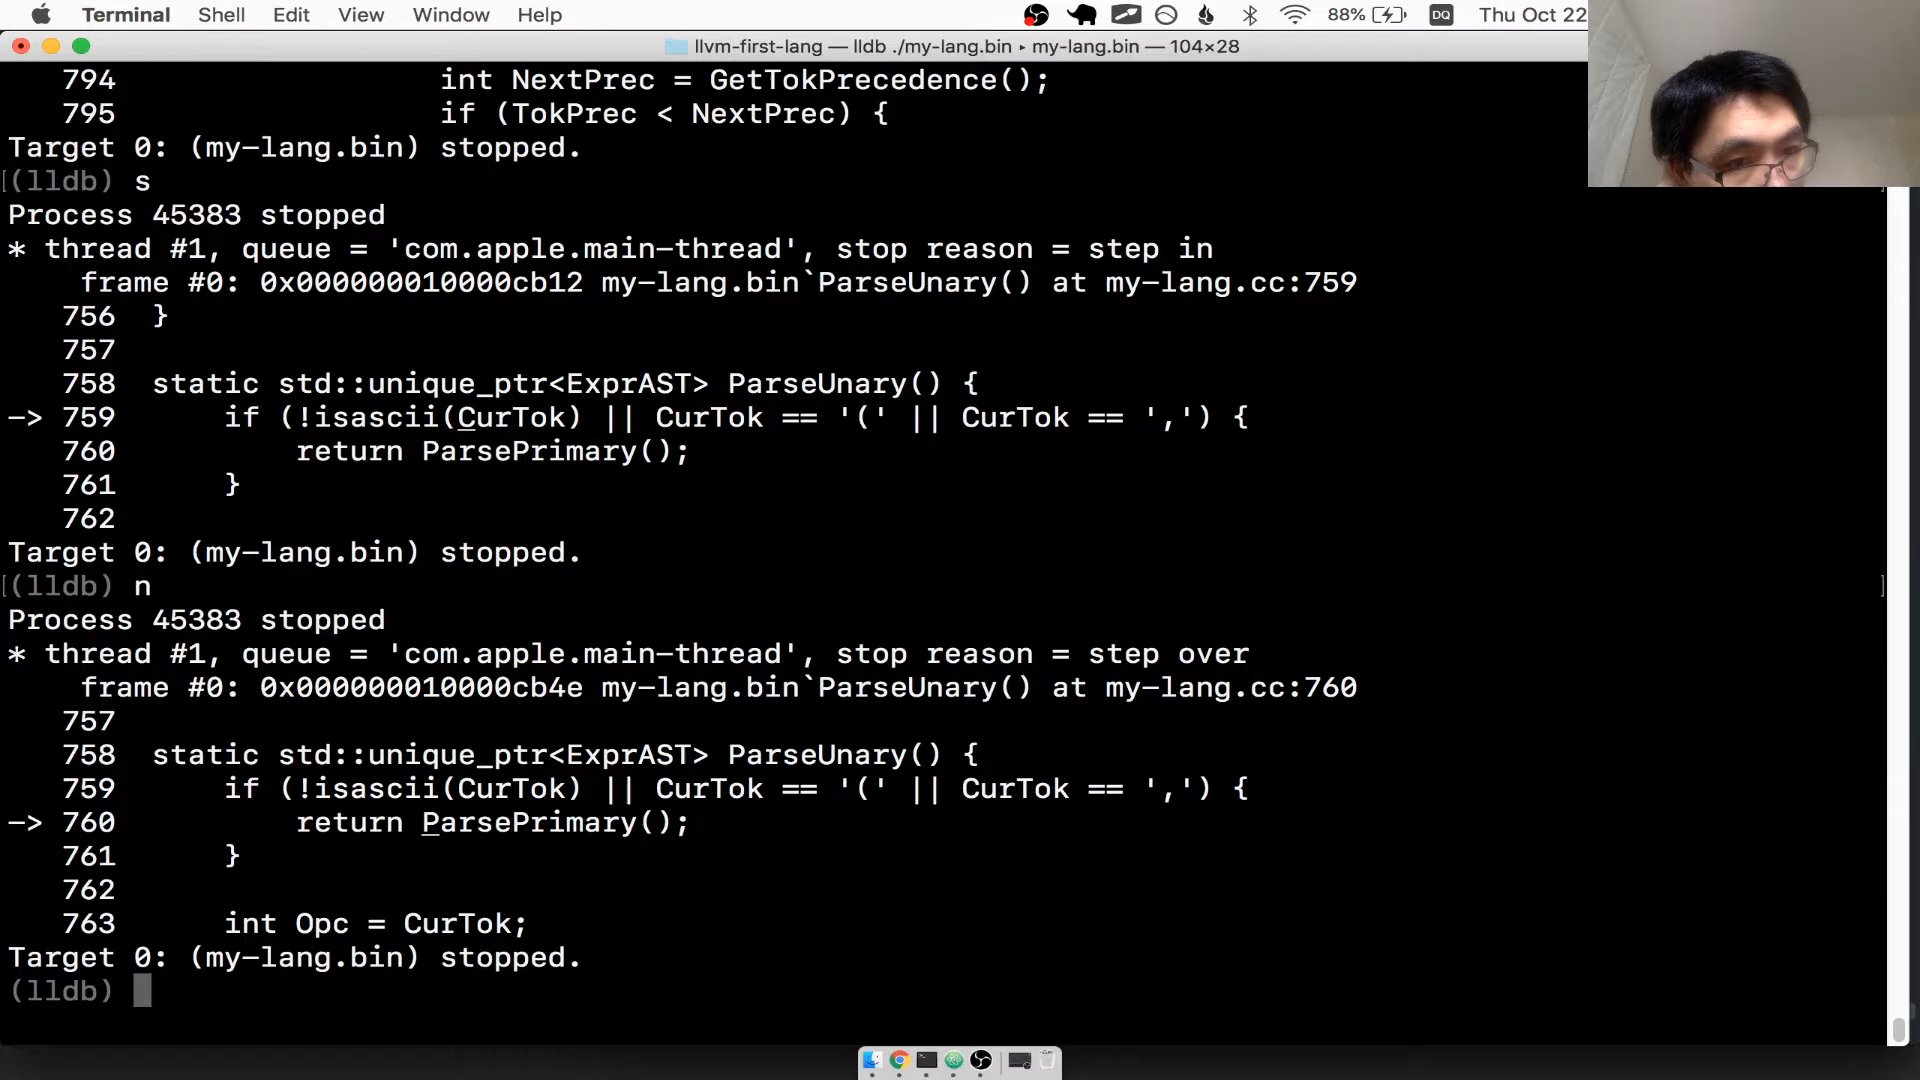 Terminal Shell Edit View Window Help 88% DQ Thu Oct 22
llvm-first-lang — lldb ./my-lang.bin ▸ my-lang.bin — 104×28
794 int NextPrec = GetTokPrecedence();
795 if (TokPrec < NextPrec) {
Target 0: (my-lang.bin) stopped.
[(lldb) s
Process 45383 stopped
* thread #1, queue = 'com.apple.main-thread', stop reason = step in
frame #0: 0x000000010000cb12 my-lang.bin`ParseUnary() at my-lang.cc:759
756 }
757
758 static std::unique_ptr<ExprAST> ParseUnary() {
-> 759 if (!isascii(CurTok) || CurTok == '(' || CurTok == ',') {
760 return ParsePrimary();
761 }
762
Target 0: (my-lang.bin) stopped.
[(lldb) n ]
Process 45383 stopped
* thread #1, queue = 'com.apple.main-thread', stop reason = step over
frame #0: 0x000000010000cb4e my-lang.bin`ParseUnary() at my-lang.cc:760
757
758 static std::unique_ptr<ExprAST> ParseUnary() {
759 if (!isascii(CurTok) || CurTok == '(' || CurTok == ',') {
-> 760 return ParsePrimary();
761 }
762
763 int Opc = CurTok;
Target 0: (my-lang.bin) stopped.
(lldb)